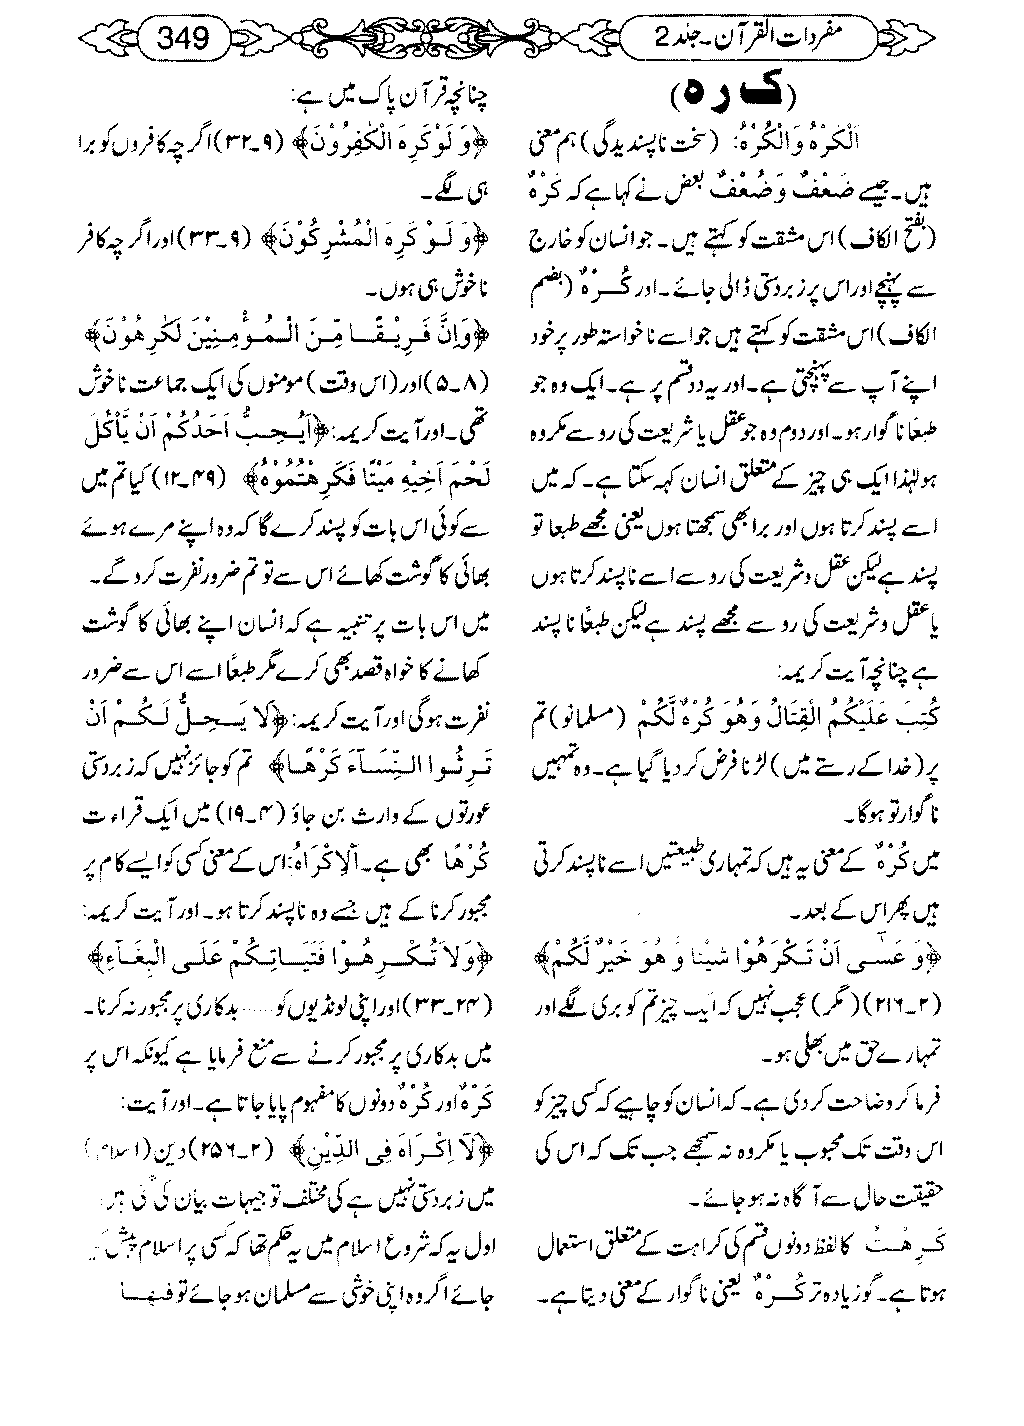 مفردات القرآن۔ جلد 2
349
(ک ر ہ)
اَلْکَرْہُ وَالْکُرْہُ: (سخت ناپسندیدگی) ہم معنی
ہیں۔ جیسے ضَعْفٌ وَضُعْفٌ بعض نے کہا ہے کہ کَرْہٌ
(بفتح الکاف) اس مشقت کو کہتے ہیں۔ جو انسان کو خارج
سے پہنچے اور اس پر زبردستی ڈالی جائے۔ اور کُرْہٌ (بضم
الکاف) اس مشقت کو کہتے ہیں جو اسے ناخواستہ طور پر خود
اپنے آپ سے پہنچتی ہے۔ اور یہ دو قسم پر ہے۔ ایک وہ جو
طبعًا ناگوار ہو۔ اور دوم وہ جو عقل یا شریعت کی رو سے مکروہ
ہو لہٰذا ایک ہی چیز کے متعلق انسان کہہ سکتا ہے۔ کہ میں
اسے پسند کرتا ہوں اور برا بھی سمجھتا ہوں یعنی مجھے طبعا تو
پسند ہے لیکن عقل و شریعت کی رو سے اسے ناپسند کرتا ہوں
یا عقل و شریعت کی رو سے مجھے پسند ہے لیکن طبعًا ناپسند
ہے چنانچہ آیت کریمہ:
کُتِبَ عَلَیْکُمُ الْقِتَالُ وَھُوَ کُرْہٌ لَّکُمْ (مسلمانو) تم
پر (خدا کے رستے میں) لڑنا فرض کر دیا گیا ہے۔ وہ تمہیں
ناگوار تو ہوگا۔
میں کُرْہٌ کے معنی یہ ہیں کہ تمہاری طبیعتیں اسے ناپسند کرتی
ہیں پھر اس کے بعد۔
﴿وَعَسٰٓی اَنْ تَکْرَھُوْا شَیْئًا وَّھُوَ خَیْرٌ لَّکُمْ﴾
(۲۔۲۱۶) (مگر) عجب نہیں کہ ایک چیز تم کو بری لگے اور
تمہارے حق میں بھلی ہو۔
فرما کر وضاحت کر دی ہے۔ کہ انسان کو چاہیے کہ کسی چیز کو
اس وقت تک محبوب یا مکروہ نہ سمجھے جب تک کہ اس کی
حقیقت حال سے آگاہ نہ ہو جائے۔
کَرِھْتُ کا لفظ دونوں قسم کی کراہت کے متعلق استعمال
ہوتا ہے۔ گو زیادہ تر کُرْہٌ یعنی ناگوار کے معنی دیتا ہے۔
چنانچہ قرآن پاک میں ہے:
﴿وَلَوْ کَرِہَ الْکٰفِرُوْنَ﴾ (۹۔۳۲) اگرچہ کافروں کو برا
ہی لگے۔
﴿وَلَوْ کَرِہَ الْمُشْرِکُوْنَ﴾ (۹۔۳۳) اور اگرچہ کافر
ناخوش ہی ہوں۔
﴿وَاِنَّ فَرِیْقًا مِّنَ الْمُؤْمِنِیْنَ لَکٰرِھُوْنَ﴾
(۸۔۵) اور (اس وقت) مومنوں کی ایک جماعت ناخوش
تھی۔ اور آیت کریمہ: ﴿اَیُحِبُّ اَحَدُکُمْ اَنْ یَّاْکُلَ
لَحْمَ اَخِیْہِ مَیْتًا فَکَرِھْتُمُوْہُ﴾ (۴۹۔۱۲) کیا تم میں
سے کوئی اس بات کو پسند کرے گا کہ وہ اپنے مرے ہوئے
بھائی کا گوشت کھائے اس سے تو تم ضرور نفرت کرو گے۔
میں اس بات پر تنبیہ ہے کہ انسان اپنے بھائی کا گوشت
کھانے کا خواہ قصد بھی کرے مگر طبعًا اسے اس سے ضرور
نفرت ہوگی اور آیت کریمہ: ﴿لَا یَحِلُّ لَکُمْ اَنْ
تَرِثُوا النِّسَآءَ کَرْھًا﴾ تم کو جائز نہیں کہ زبردستی
عورتوں کے وارث بن جاؤ (۴۔۱۹) میں ایک قراءت
کُرْھًا بھی ہے۔ اَلْاِکْرَاہُ: اس کے معنی کسی کو ایسے کام پر
مجبور کرنا کے ہیں جسے وہ ناپسند کرتا ہو۔ اور آیت کریمہ:
﴿وَلَا تُکْرِھُوْا فَتَیَاتِکُمْ عَلَی الْبِغَآءِ﴾
(۲۴۔۳۳) اور اپنی لونڈیوں کو ...... بدکاری پر مجبور نہ کرنا۔
میں بدکاری پر مجبور کرنے سے منع فرمایا ہے کیونکہ اس پر
کَرْہٌ اور کُرْہٌ دونوں کا مفہوم پایا جاتا ہے۔ اور آیت:
﴿لَآ اِکْرَاہَ فِی الدِّیْنِ﴾ (۲۔۲۵۶) دین (اسلام)
میں زبردستی نہیں ہے کی مختلف توجیہات بیان کی گئی ہیں:
اول یہ کہ شروع اسلام میں یہ حکم تھا کہ کسی پر اسلام پیش کیا
جائے اگر وہ اپنی خوشی سے مسلمان ہو جائے تو فبہا